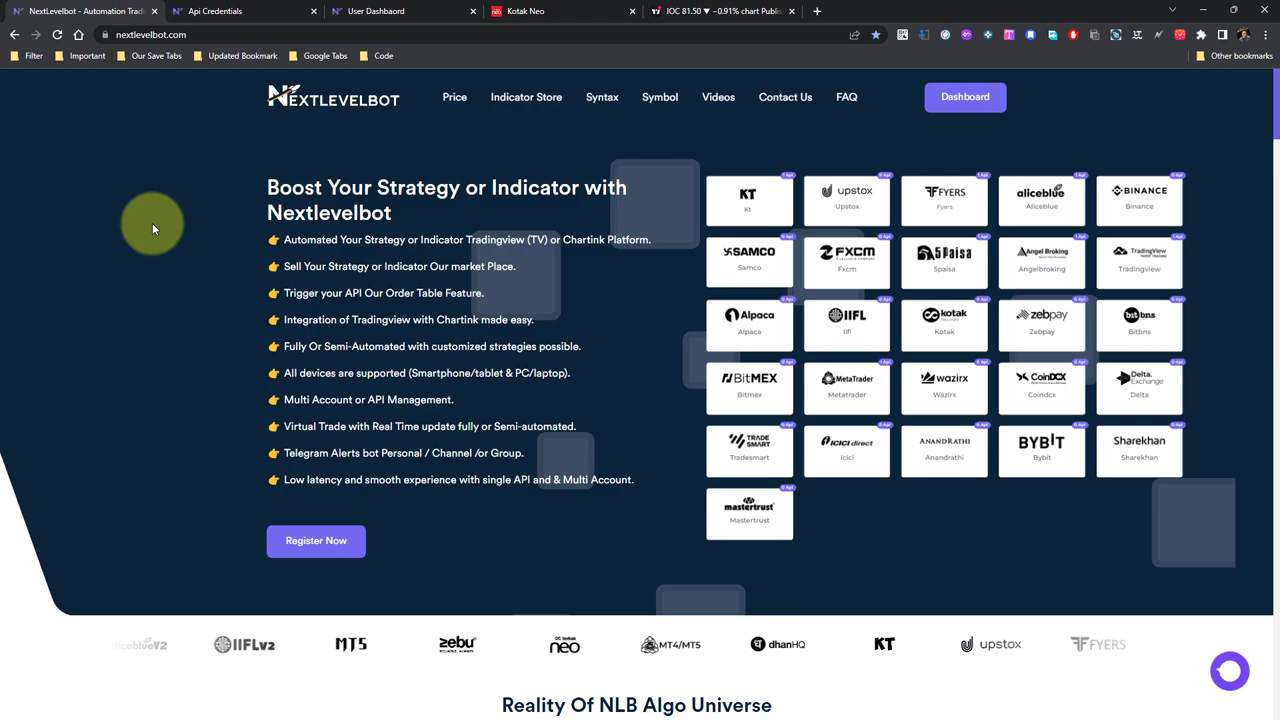 NextLevelBot - Automation Tradi
Api Credentials
User Dashboard
Kotak Neo
IOC 81.50 ▼ −0.91% chart Publis
nextlevelbot.com
Filter
Important
Our Save Tabs
Updated Bookmark
Google Tabs
Code
Other bookmarks
NEXTLEVELBOT
Price
Indicator Store
Syntax
Symbol
Videos
Contact Us
FAQ
Dashboard
Boost Your Strategy or Indicator with
Nextlevelbot
👉 Automated Your Strategy or Indicator Tradingview (TV) or Chartink Platform.
👉 Sell Your Strategy or Indicator Our market Place.
👉 Trigger your API Our Order Table Feature.
👉 Integration of Tradingview with Chartink made easy.
👉 Fully Or Semi-Automated with customized strategies possible.
👉 All devices are supported (Smartphone/tablet & PC/laptop).
👉 Multi Account or API Management.
👉 Virtual Trade with Real Time update fully or Semi-automated.
👉 Telegram Alerts bot Personal / Channel /or Group.
👉 Low latency and smooth experience with single API and & Multi Account.
Register Now
KT
Kt
upstox
Upstox
FYERS
Fyers
aliceblue
Aliceblue
BINANCE
Binance
SAMCO
Samco
FXCM
Fxcm
5paisa
5paisa
Angel Broking
Angelbroking
TradingView
Tradingview
Alpaca
Alpaca
IIFL
Iifl
kotak
Kotak
zebpay
Zebpay
bitbns
Bitbns
BitMEX
Bitmex
MetaTrader
Metatrader
wazirx
Wazirx
CoinDCX
Coindcx
Delta.
Exchange
Delta
TRADE
SMART
Tradesmart
ICICI direct
Icici
ANANDRATHI
Anandrathi
BYBIT
Bybit
Sharekhan
Sharekhan
mastertrust
Mastertrust
liceblueV2
IIFLv2
MT5
zebu
kotak
neo
MT4/MT5
dhanHQ
KT
upstox
FYERS
Reality Of NLB Algo Universe